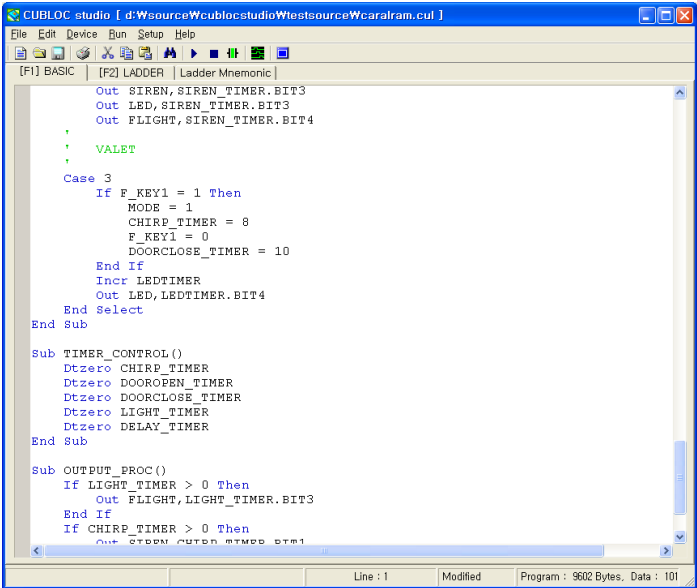 CUBLOC studio [ d:₩source₩cublocstudio₩testsource₩caralram.cul ]
File Edit Device Run Setup Help
[F1] BASIC [F2] LADDER Ladder Mnemonic
Out SIREN,SIREN_TIMER.BIT3
Out LED,SIREN_TIMER.BIT3
Out FLIGHT,SIREN_TIMER.BIT4
'
' VALET
'
Case 3
If F_KEY1 = 1 Then
MODE = 1
CHIRP_TIMER = 8
F_KEY1 = 0
DOORCLOSE_TIMER = 10
End If
Incr LEDTIMER
Out LED,LEDTIMER.BIT4
End Select
End Sub
Sub TIMER_CONTROL()
Dtzero CHIRP_TIMER
Dtzero DOOROPEN_TIMER
Dtzero DOORCLOSE_TIMER
Dtzero LIGHT_TIMER
Dtzero DELAY_TIMER
End Sub
Sub OUTPUT_PROC()
If LIGHT_TIMER > 0 Then
Out FLIGHT,LIGHT_TIMER.BIT3
End If
If CHIRP_TIMER > 0 Then
Out SIREN,CHIRP_TIMER.BIT1
Line : 1 Modified Program : 9602 Bytes, Data : 101